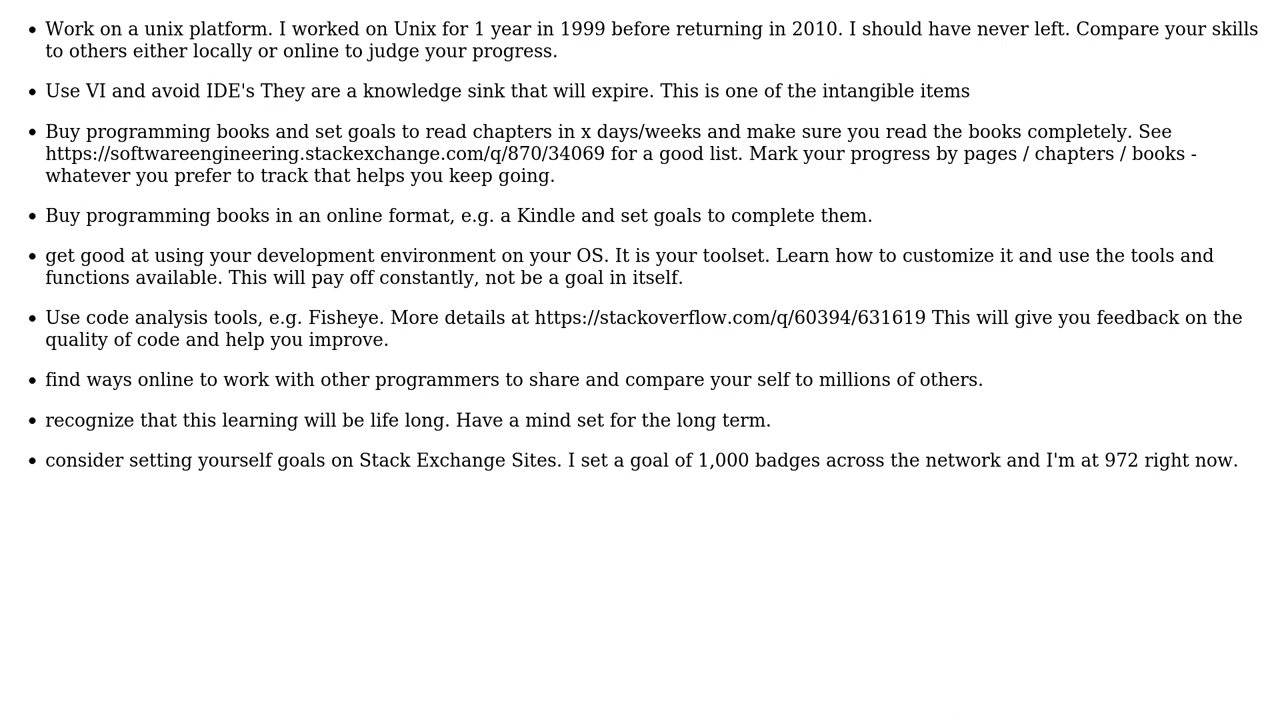 • Work on a unix platform. I worked on Unix for 1 year in 1999 before returning in 2010. I should have never left. Compare your skills
to others either locally or online to judge your progress.
• Use VI and avoid IDE's They are a knowledge sink that will expire. This is one of the intangible items
• Buy programming books and set goals to read chapters in x days/weeks and make sure you read the books completely. See
https://softwareengineering.stackexchange.com/q/870/34069 for a good list. Mark your progress by pages / chapters / books -
whatever you prefer to track that helps you keep going.
• Buy programming books in an online format, e.g. a Kindle and set goals to complete them.
• get good at using your development environment on your OS. It is your toolset. Learn how to customize it and use the tools and
functions available. This will pay off constantly, not be a goal in itself.
• Use code analysis tools, e.g. Fisheye. More details at https://stackoverflow.com/q/60394/631619 This will give you feedback on the
quality of code and help you improve.
• find ways online to work with other programmers to share and compare your self to millions of others.
• recognize that this learning will be life long. Have a mind set for the long term.
• consider setting yourself goals on Stack Exchange Sites. I set a goal of 1,000 badges across the network and I'm at 972 right now.